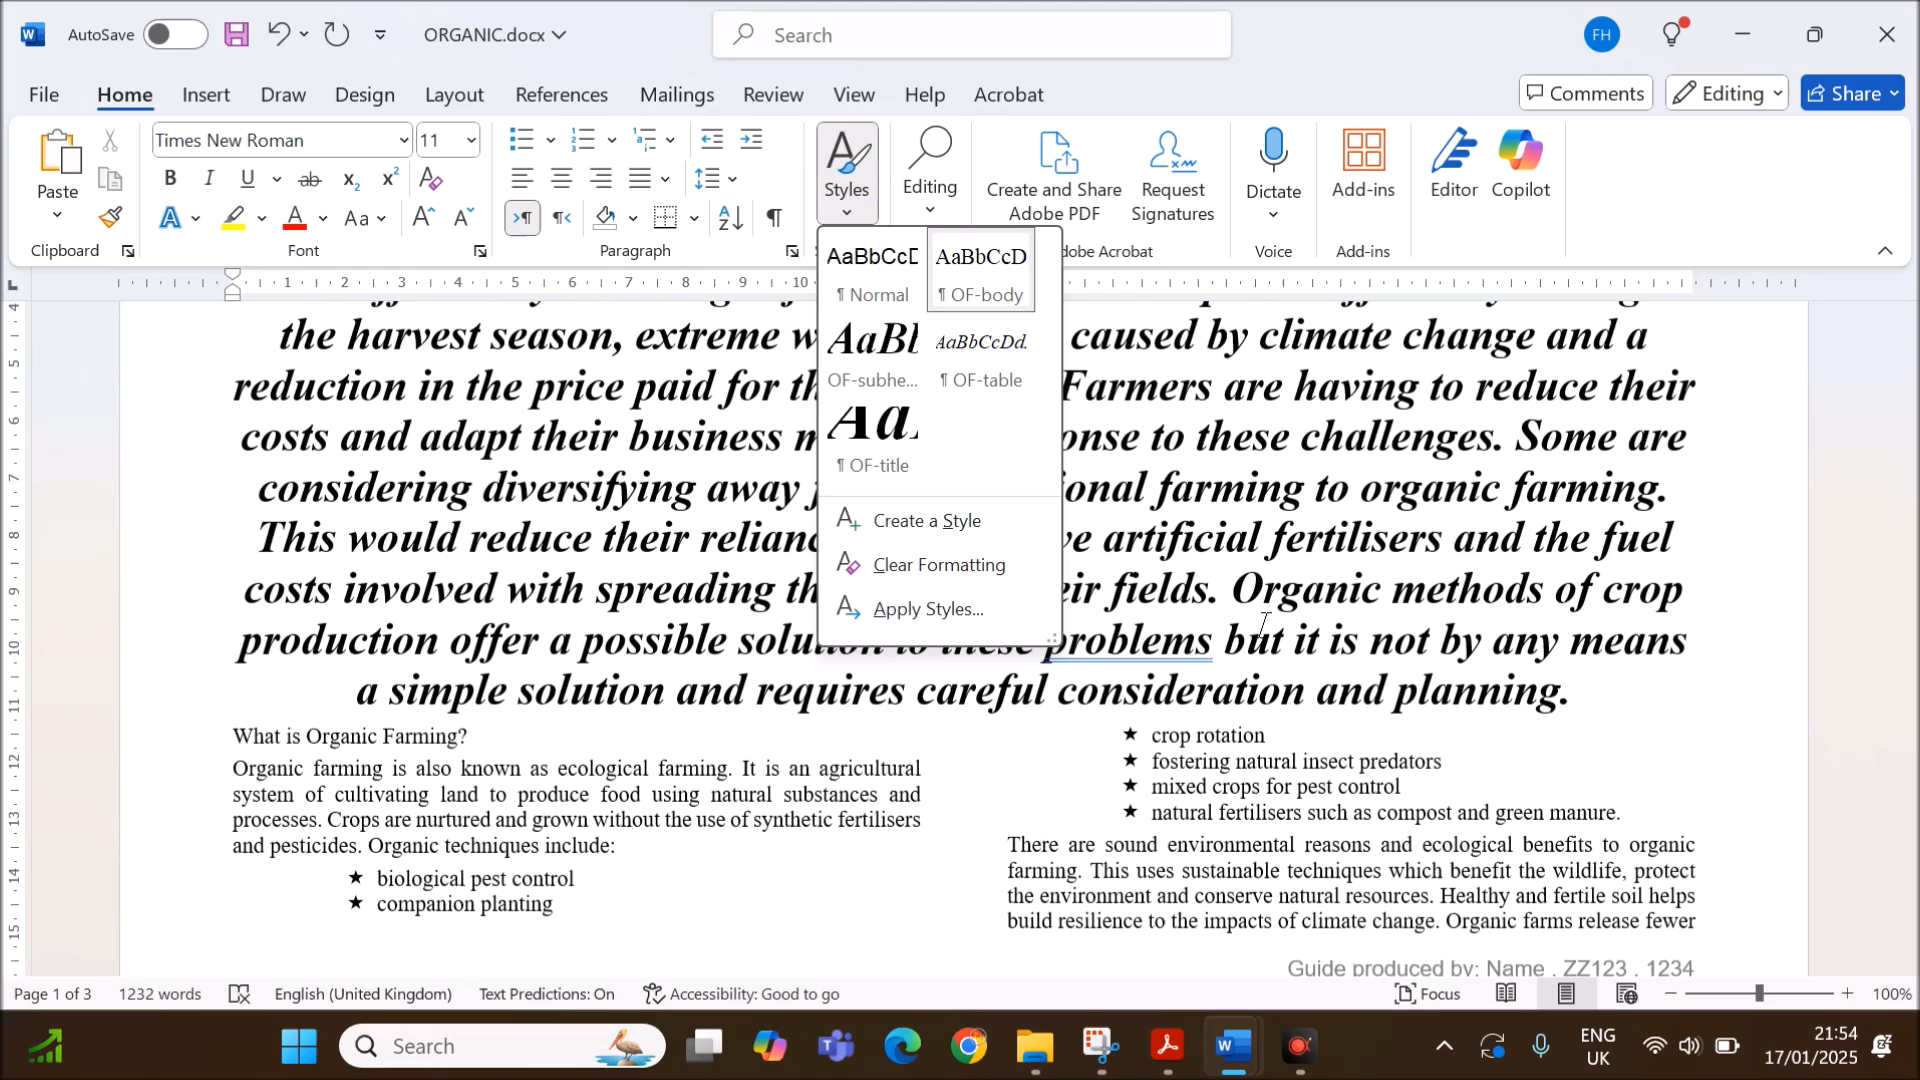 AutoSave
ORGANIC.docx
Search
FH
File Home Insert Draw Design Layout References Mailings Review View Help Acrobat
Comments Editing Share
Times New Roman 11
Paste
Styles Editing Create and Share Adobe PDF Request Signatures Dictate Add-ins Editor Copilot
Clipboard Font Paragraph dobe Acrobat Voice Add-ins
AaBbCcD AaBbCcD
¶ Normal ¶ OF-body
AaBb AaBbCcDd.
OF-subhe... ¶ OF-table
Aa
¶ OF-title
Create a Style
Clear Formatting
Apply Styles...
the harvest season, extreme w caused by climate change and a
reduction in the price paid for th Farmers are having to reduce their
costs and adapt their business m onse to these challenges. Some are
considering diversifying away ional farming to organic farming.
This would reduce their relianc ve artificial fertilisers and the fuel
costs involved with spreading th eir fields. Organic methods of crop
production offer a possible solution to these problems but it is not by any means
a simple solution and requires careful consideration and planning.
What is Organic Farming?
Organic farming is also known as ecological farming. It is an agricultural
system of cultivating land to produce food using natural substances and
processes. Crops are nurtured and grown without the use of synthetic fertilisers
and pesticides. Organic techniques include:
★ biological pest control
★ companion planting
★ crop rotation
★ fostering natural insect predators
★ mixed crops for pest control
★ natural fertilisers such as compost and green manure.
There are sound environmental reasons and ecological benefits to organic
farming. This uses sustainable techniques which benefit the wildlife, protect
the environment and conserve natural resources. Healthy and fertile soil helps
build resilience to the impacts of climate change. Organic farms release fewer
Guide produced by: Name , ZZ123 , 1234
Page 1 of 3 1232 words English (United Kingdom) Text Predictions: On Accessibility: Good to go Focus 100%
Search
ENG
UK
21:54
17/01/2025